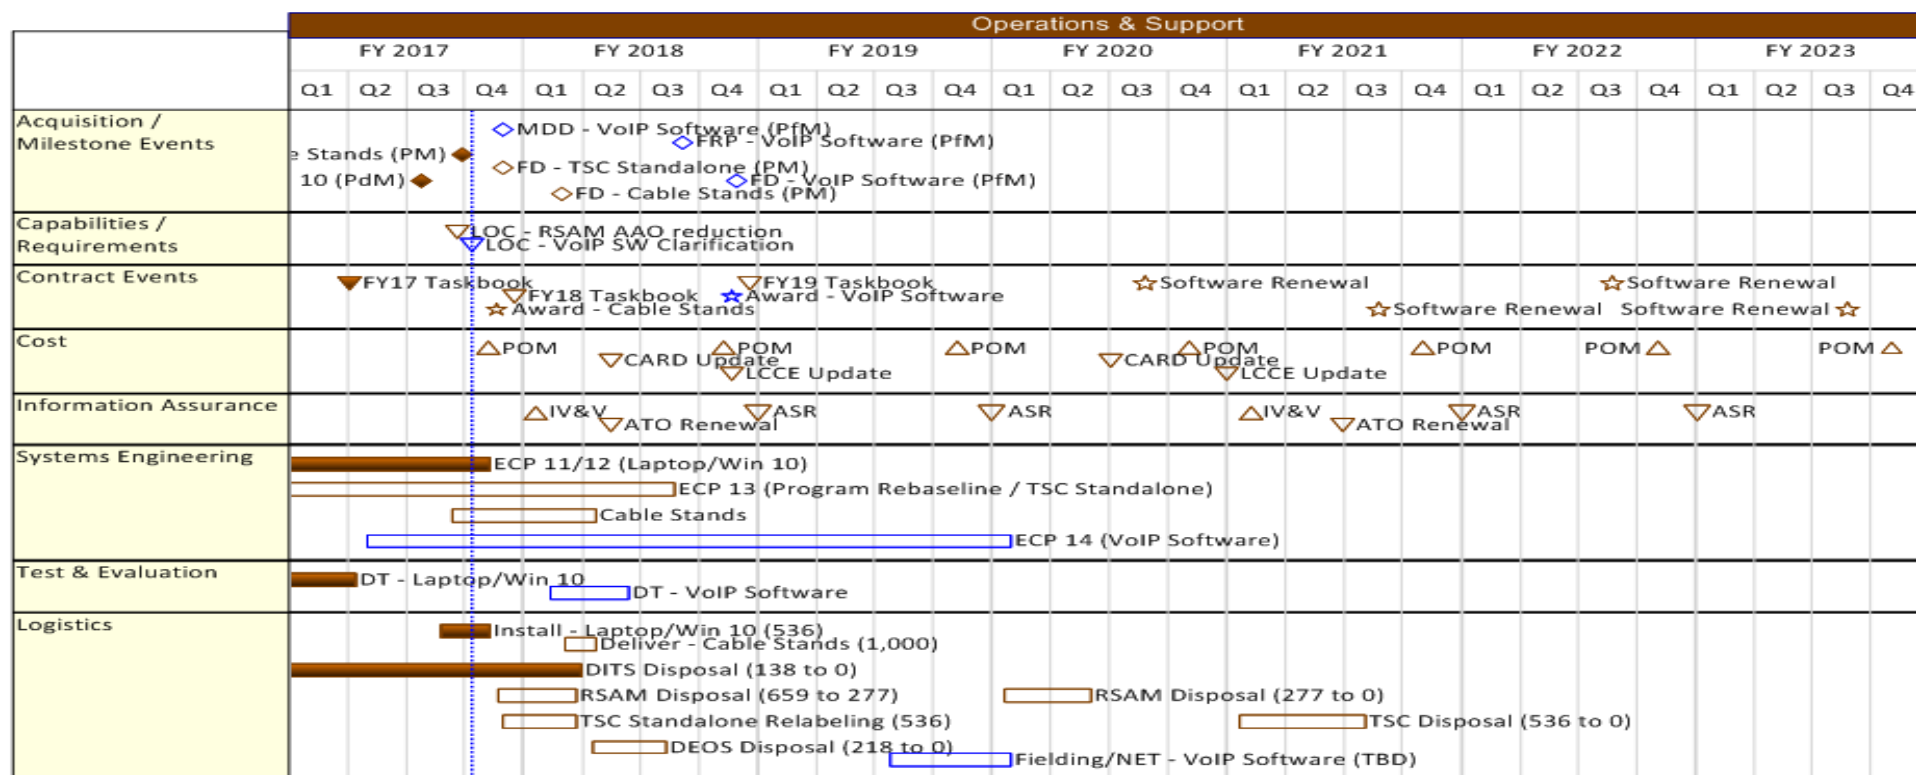 Operations & Support
FY 2017 FY 2018 FY 2019 FY 2020 FY 2021 FY 2022 FY 2023
Q1 Q2 Q3 Q4 Q1 Q2 Q3 Q4 Q1 Q2 Q3 Q4 Q1 Q2 Q3 Q4 Q1 Q2 Q3 Q4 Q1 Q2 Q3 Q4 Q1 Q2 Q3 Q4
Acquisition /
Milestone Events
MDD - VoIP Software (PfM)
FRP - VoIP Software (PfM)
e Stands (PM)
FD - TSC Standalone (PM)
10 (PdM) FD - VoIP Software (PfM)
FD - Cable Stands (PM)
Capabilities /
Requirements
LOC - RSAM AAO reduction
LOC - VoIP SW Clarification
Contract Events
FY17 Taskbook FY19 Taskbook Software Renewal Software Renewal
FY18 Taskbook Award - VoIP Software
Award - Cable Stands Software Renewal Software Renewal
Cost
POM POM POM POM POM POM POM
CARD Update CARD Update
LCCE Update LCCE Update
Information Assurance
IV&V ASR ASR IV&V ASR ASR
ATO Renewal ATO Renewal
Systems Engineering
ECP 11/12 (Laptop/Win 10)
ECP 13 (Program Rebaseline / TSC Standalone)
Cable Stands
ECP 14 (VoIP Software)
Test & Evaluation
DT - Laptop/Win 10
DT - VoIP Software
Logistics
Install - Laptop/Win 10 (536)
Deliver - Cable Stands (1,000)
DITS Disposal (138 to 0)
RSAM Disposal (659 to 277) RSAM Disposal (277 to 0)
TSC Standalone Relabeling (536) TSC Disposal (536 to 0)
DEOS Disposal (218 to 0)
Fielding/NET - VoIP Software (TBD)